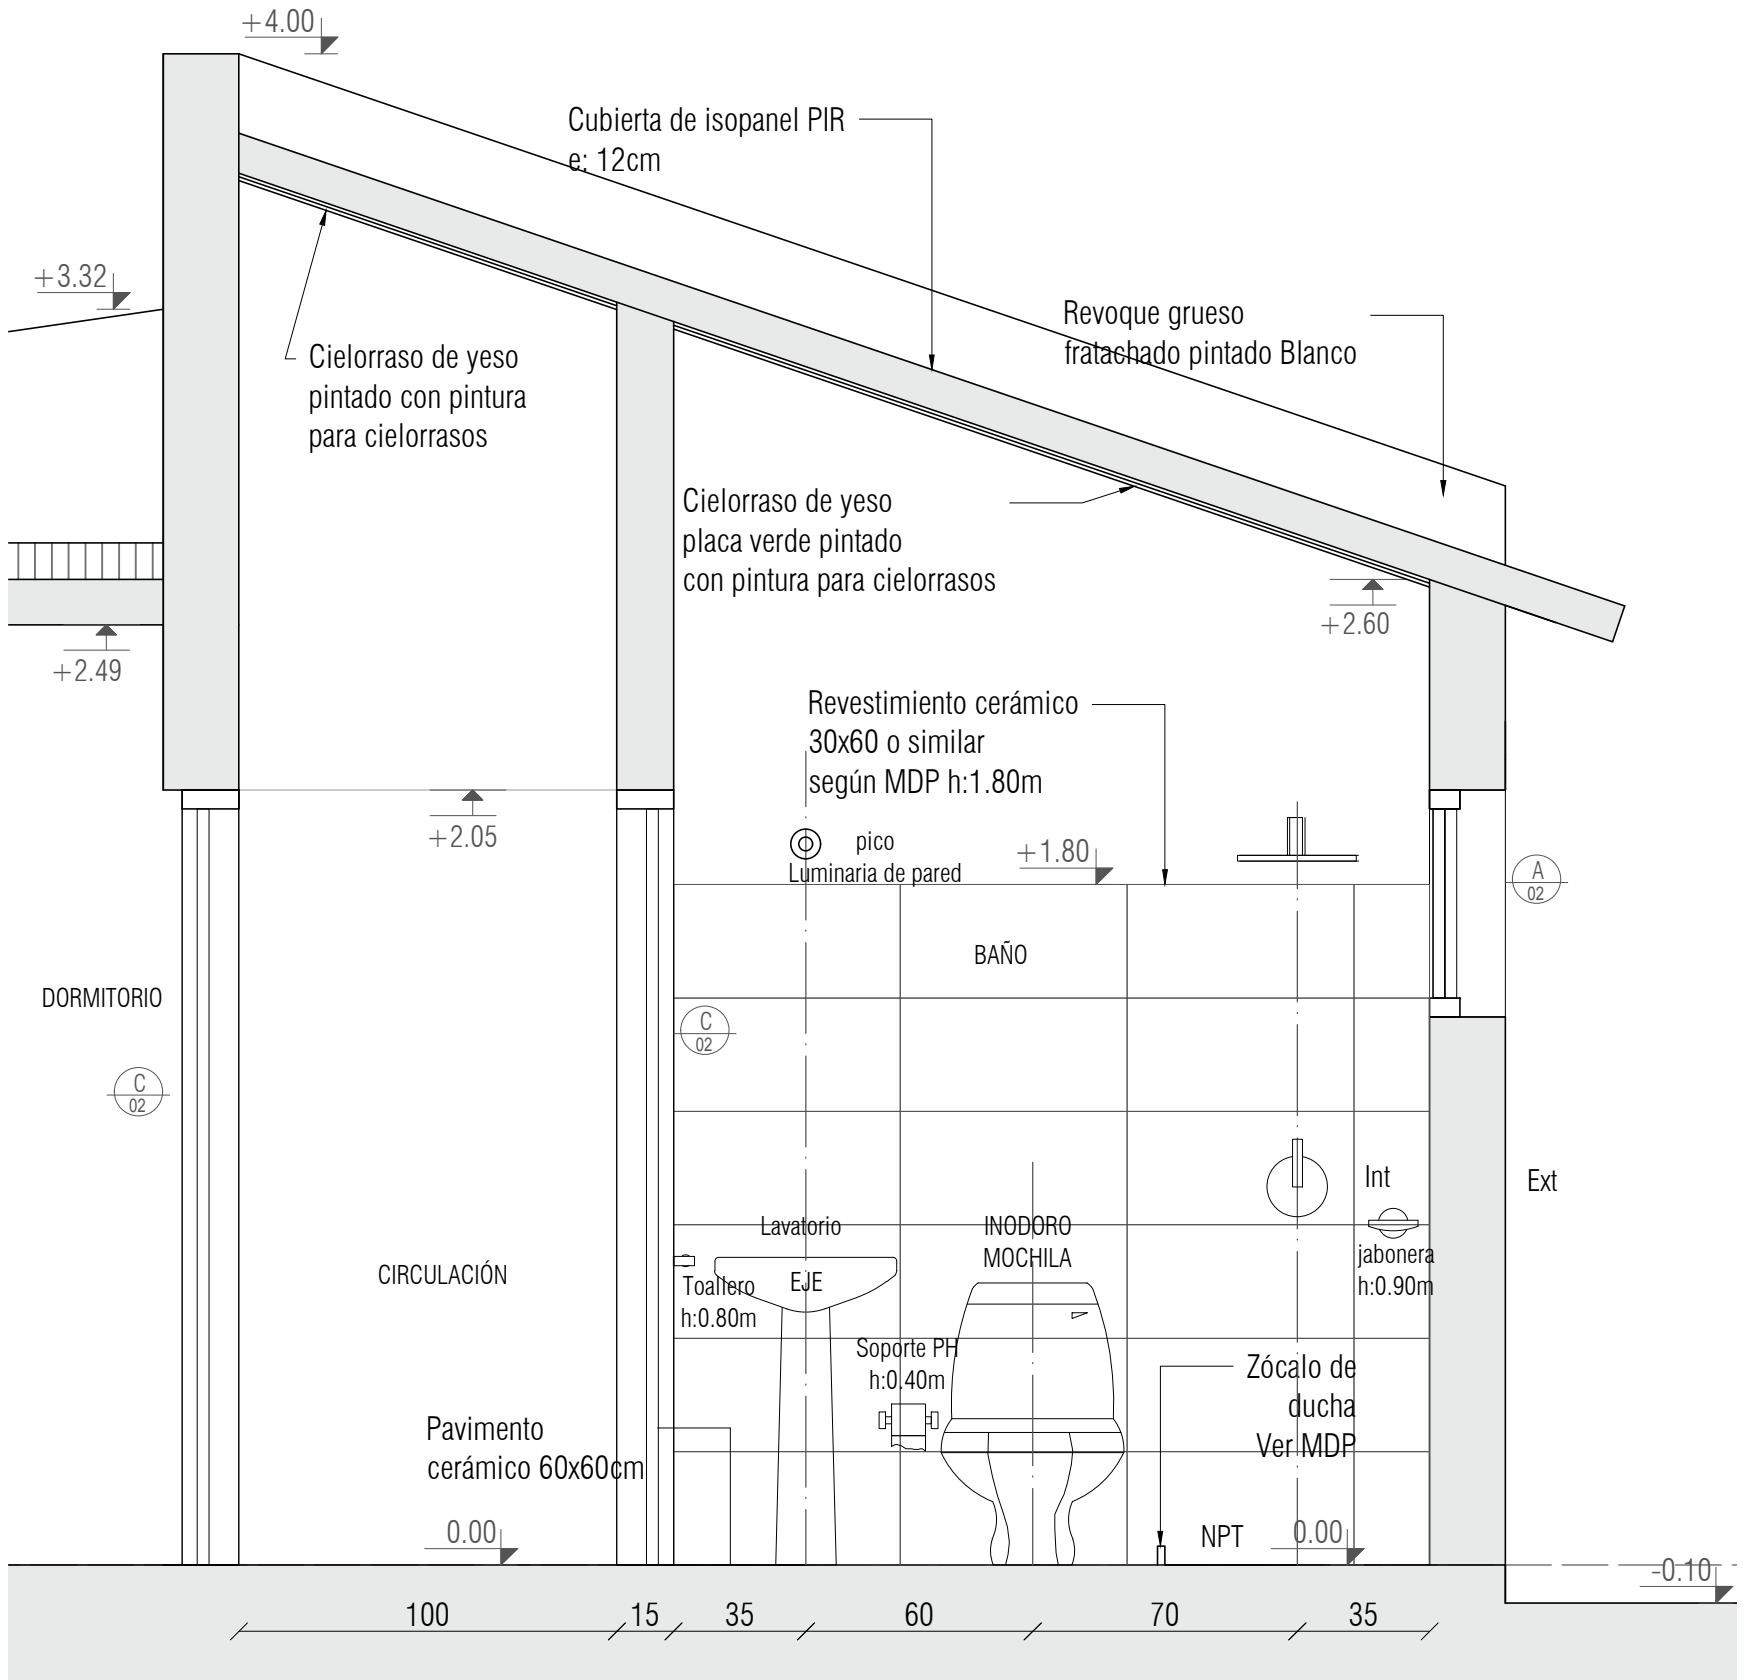 +4.00
Cubierta de isopanel PIR
e: 12cm
+3.32
Revoque grueso
fratachado pintado Blanco
Cielorraso de yeso
pintado con pintura
para cielorrasos
Cielorraso de yeso
placa verde pintado
con pintura para cielorrasos
+2.60
+2.49
Revestimiento cerámico
30x60 o similar
según MDP h:1.80m
+2.05
pico
Luminaria de pared
+1.80
A
02
BAÑO
DORMITORIO
C
02
C
02
Int
Ext
Lavatorio
INODORO
MOCHILA
CIRCULACIÓN
EJE
Toallero
h:0.80m
jabonera
h:0.90m
Soporte PH
h:0.40m
Zócalo de
ducha
Ver MDP
Pavimento
cerámico 60x60cm
0.00
NPT
0.00
-0.10
100
15
35
60
70
35